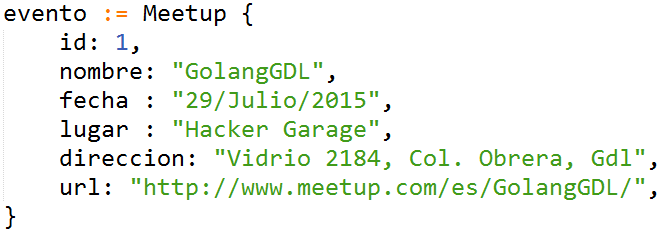 evento := Meetup {
id: 1,
nombre: "GolangGDL",
fecha : "29/Julio/2015",
lugar : "Hacker Garage",
direccion: "Vidrio 2184, Col. Obrera, Gdl",
url: "http://www.meetup.com/es/GolangGDL/",
}